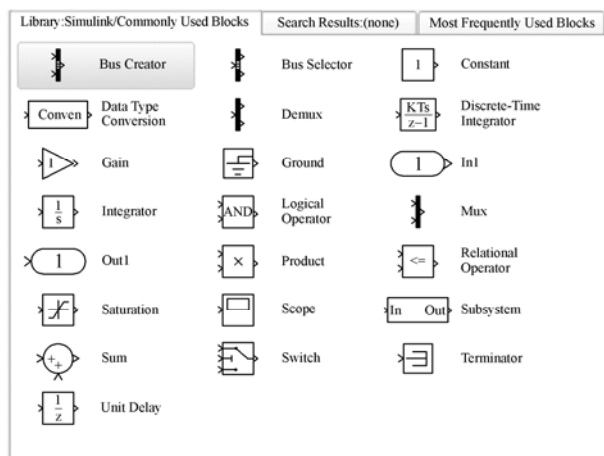 Library:Simulink/Commonly Used Blocks
Search Results:(none)
Most Frequently Used Blocks
Bus Creator
Bus Selector
1
Constant
Conven
Data Type
Conversion
Demux
KTs
z−1
Discrete-Time
Integrator
1
Gain
Ground
1
In1
1
s
Integrator
AND
Logical
Operator
Mux
1
Out1
×
Product
<=
Relational
Operator
Saturation
Scope
In Out
Subsystem
+
+
Sum
Switch
Terminator
1
z
Unit Delay